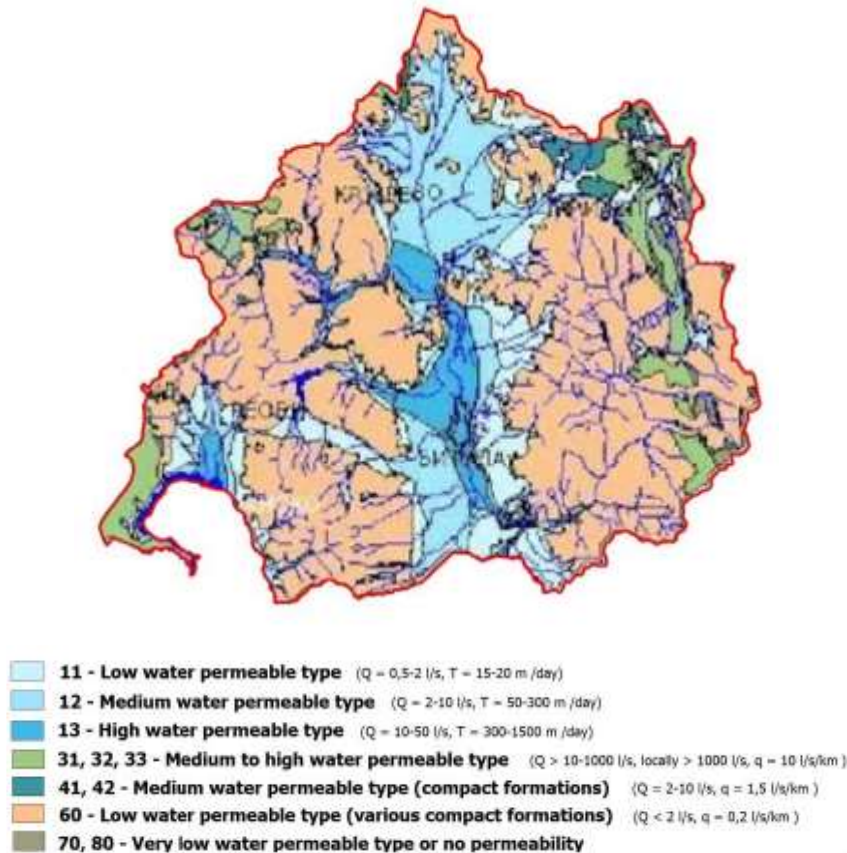 11 - Low water permeable type (Q = 0,5-2 l/s, T = 15-20 m /day)
12 - Medium water permeable type (Q = 2-10 l/s, T = 50-300 m /day)
13 - High water permeable type (Q = 10-50 l/s, T = 300-1500 m /day)
31, 32, 33 - Medium to high water permeable type (Q > 10-1000 l/s, locally > 1000 l/s, q = 10 l/s/km )
41, 42 - Medium water permeable type (compact formations) (Q = 2-10 l/s, q = 1,5 l/s/km )
60 - Low water permeable type (various compact formations) (Q < 2 l/s, q = 0,2 l/s/km )
70, 80 - Very low water permeable type or no permeability